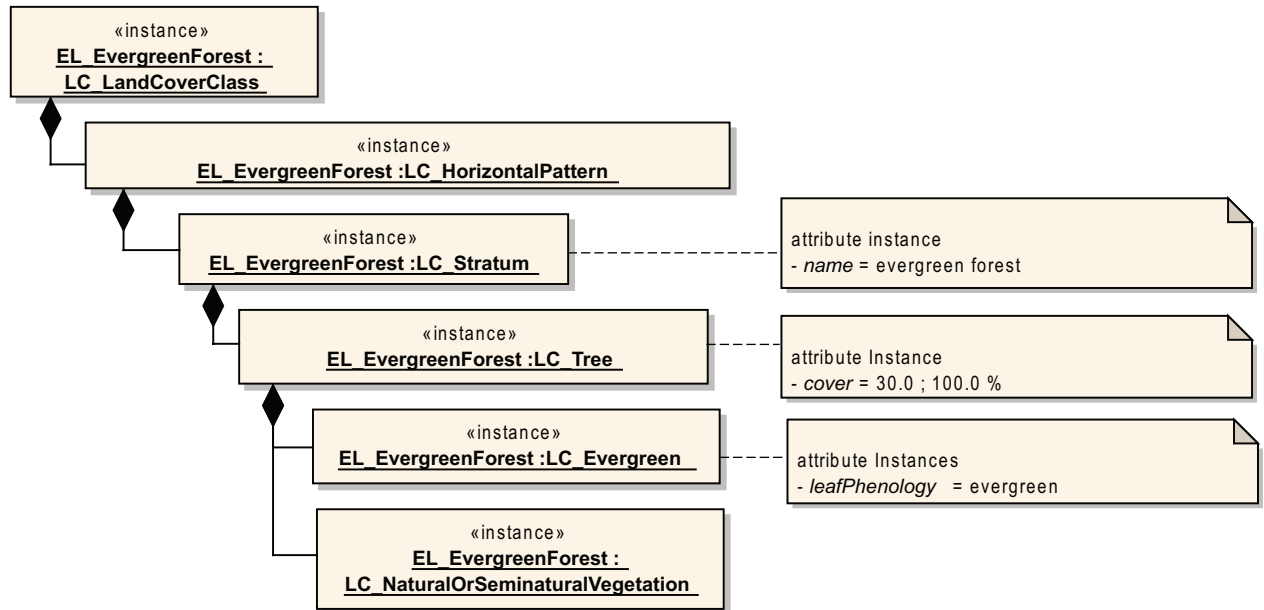 «instance»
EL_EvergreenForest :
LC_LandCoverClass
«instance»
EL_EvergreenForest :LC_HorizontalPattern
«instance»
EL_EvergreenForest :LC_Stratum
attribute instance
- name = evergreen forest
«instance»
EL_EvergreenForest :LC_Tree
attribute Instance
- cover = 30.0 ; 100.0 %
«instance»
EL_EvergreenForest :LC_Evergreen
attribute Instances
- leafPhenology = evergreen
«instance»
EL_EvergreenForest :
LC_NaturalOrSeminaturalVegetation